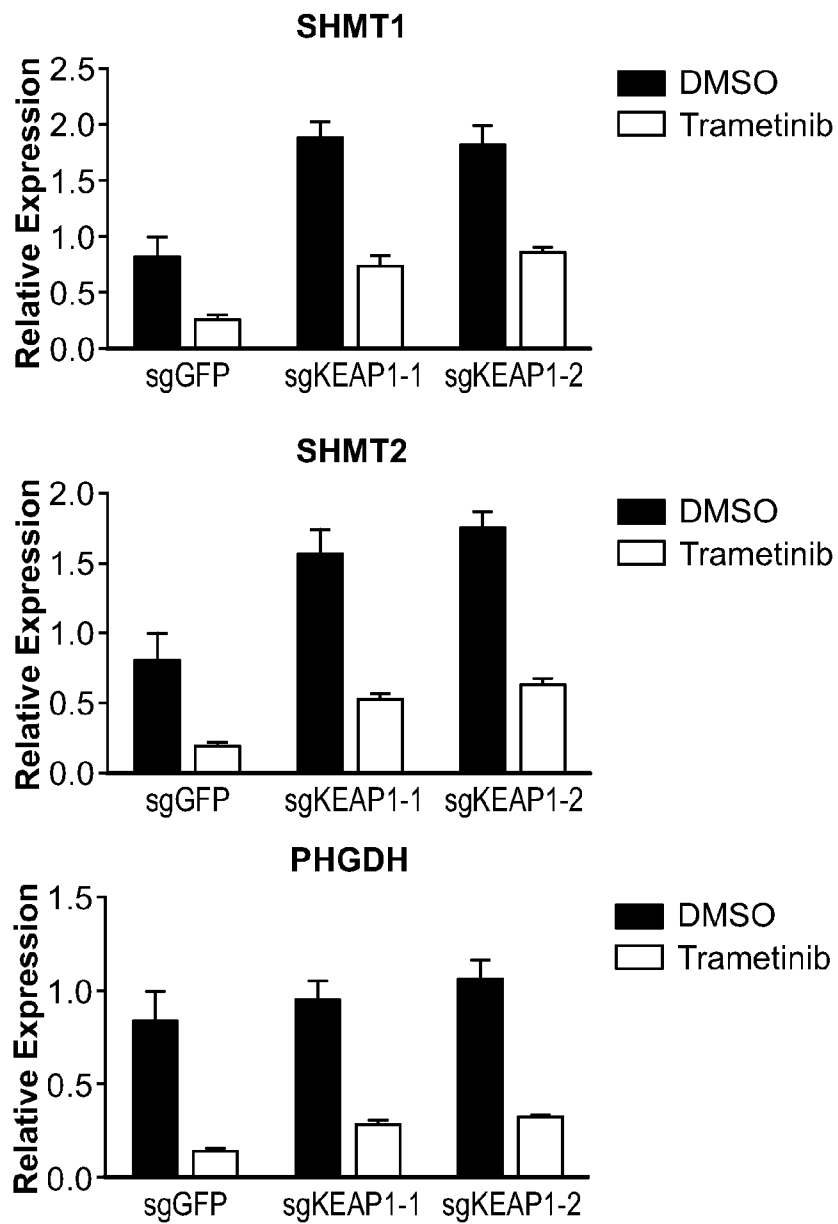 SHMT1
Relative Expression
2.5
2.0
1.5
1.0
0.5
0.0
sgGFP
sgKEAP1-1
sgKEAP1-2
DMSO
Trametinib
SHMT2
Relative Expression
2.0
1.5
1.0
0.5
0.0
sgGFP
sgKEAP1-1
sgKEAP1-2
DMSO
Trametinib
PHGDH
Relative Expression
1.5
1.0
0.5
0.0
sgGFP
sgKEAP1-1
sgKEAP1-2
DMSO
Trametinib